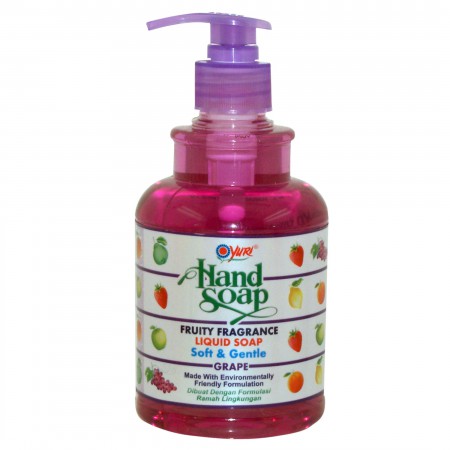 YURI®
Hand
Soap
FRUITY FRAGRANCE
LIQUID SOAP
Soft & Gentle
GRAPE
Made With Environmentally
Friendly Formulation
Dibuat Dengan Formulasi
Ramah Lingkungan